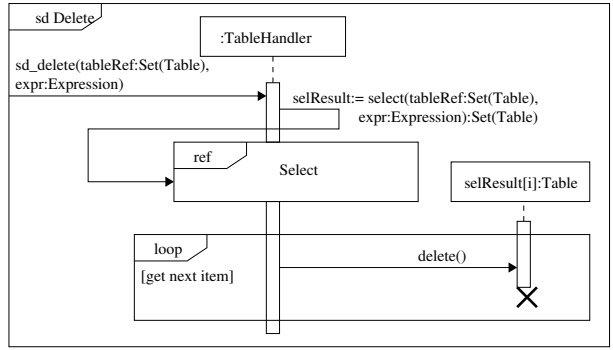 sd Delete
:TableHandler
sd_delete(tableRef:Set(Table),
expr:Expression)
selResult:= select(tableRef:Set(Table),
expr:Expression):Set(Table)
ref
Select
selResult[i]:Table
loop
[get next item]
delete()